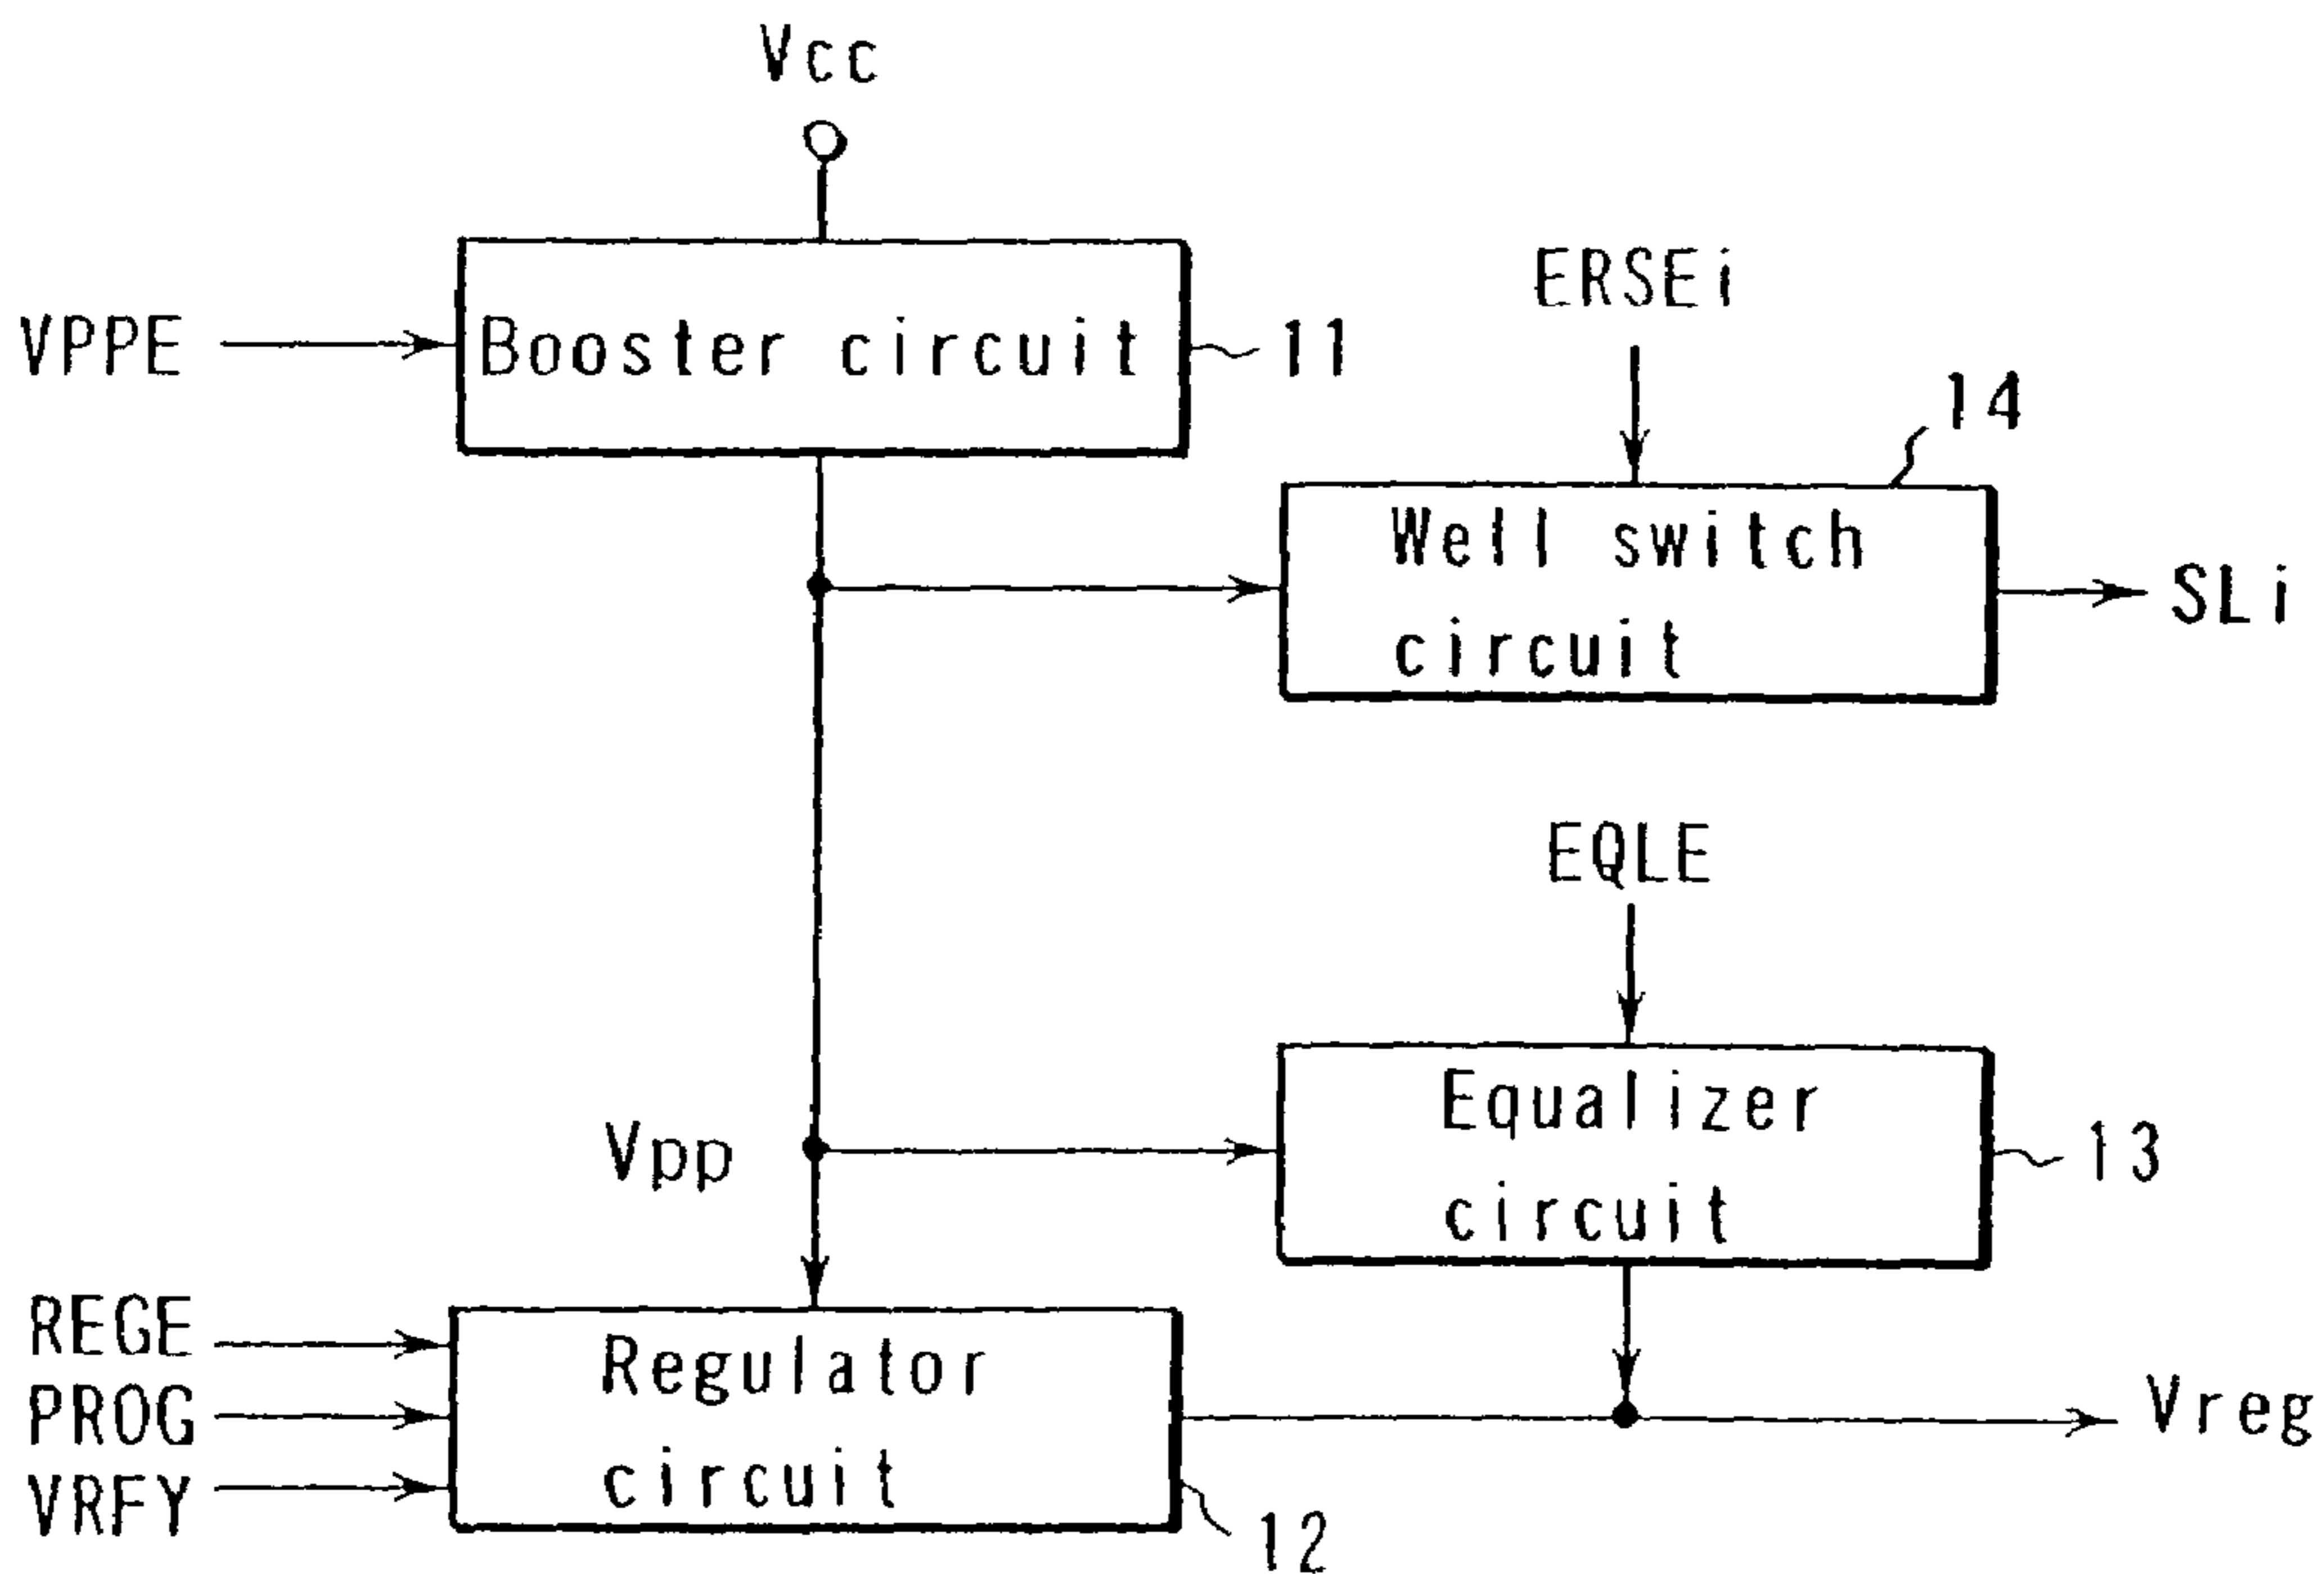 Vcc
VPPE
Booster circuit
11
ERSEi
14
Well switch
circuit
SLi
EQLE
Equalizer
circuit
13
Vpp
REGE
PROG
VRFY
Regulator
circuit
12
Vreg